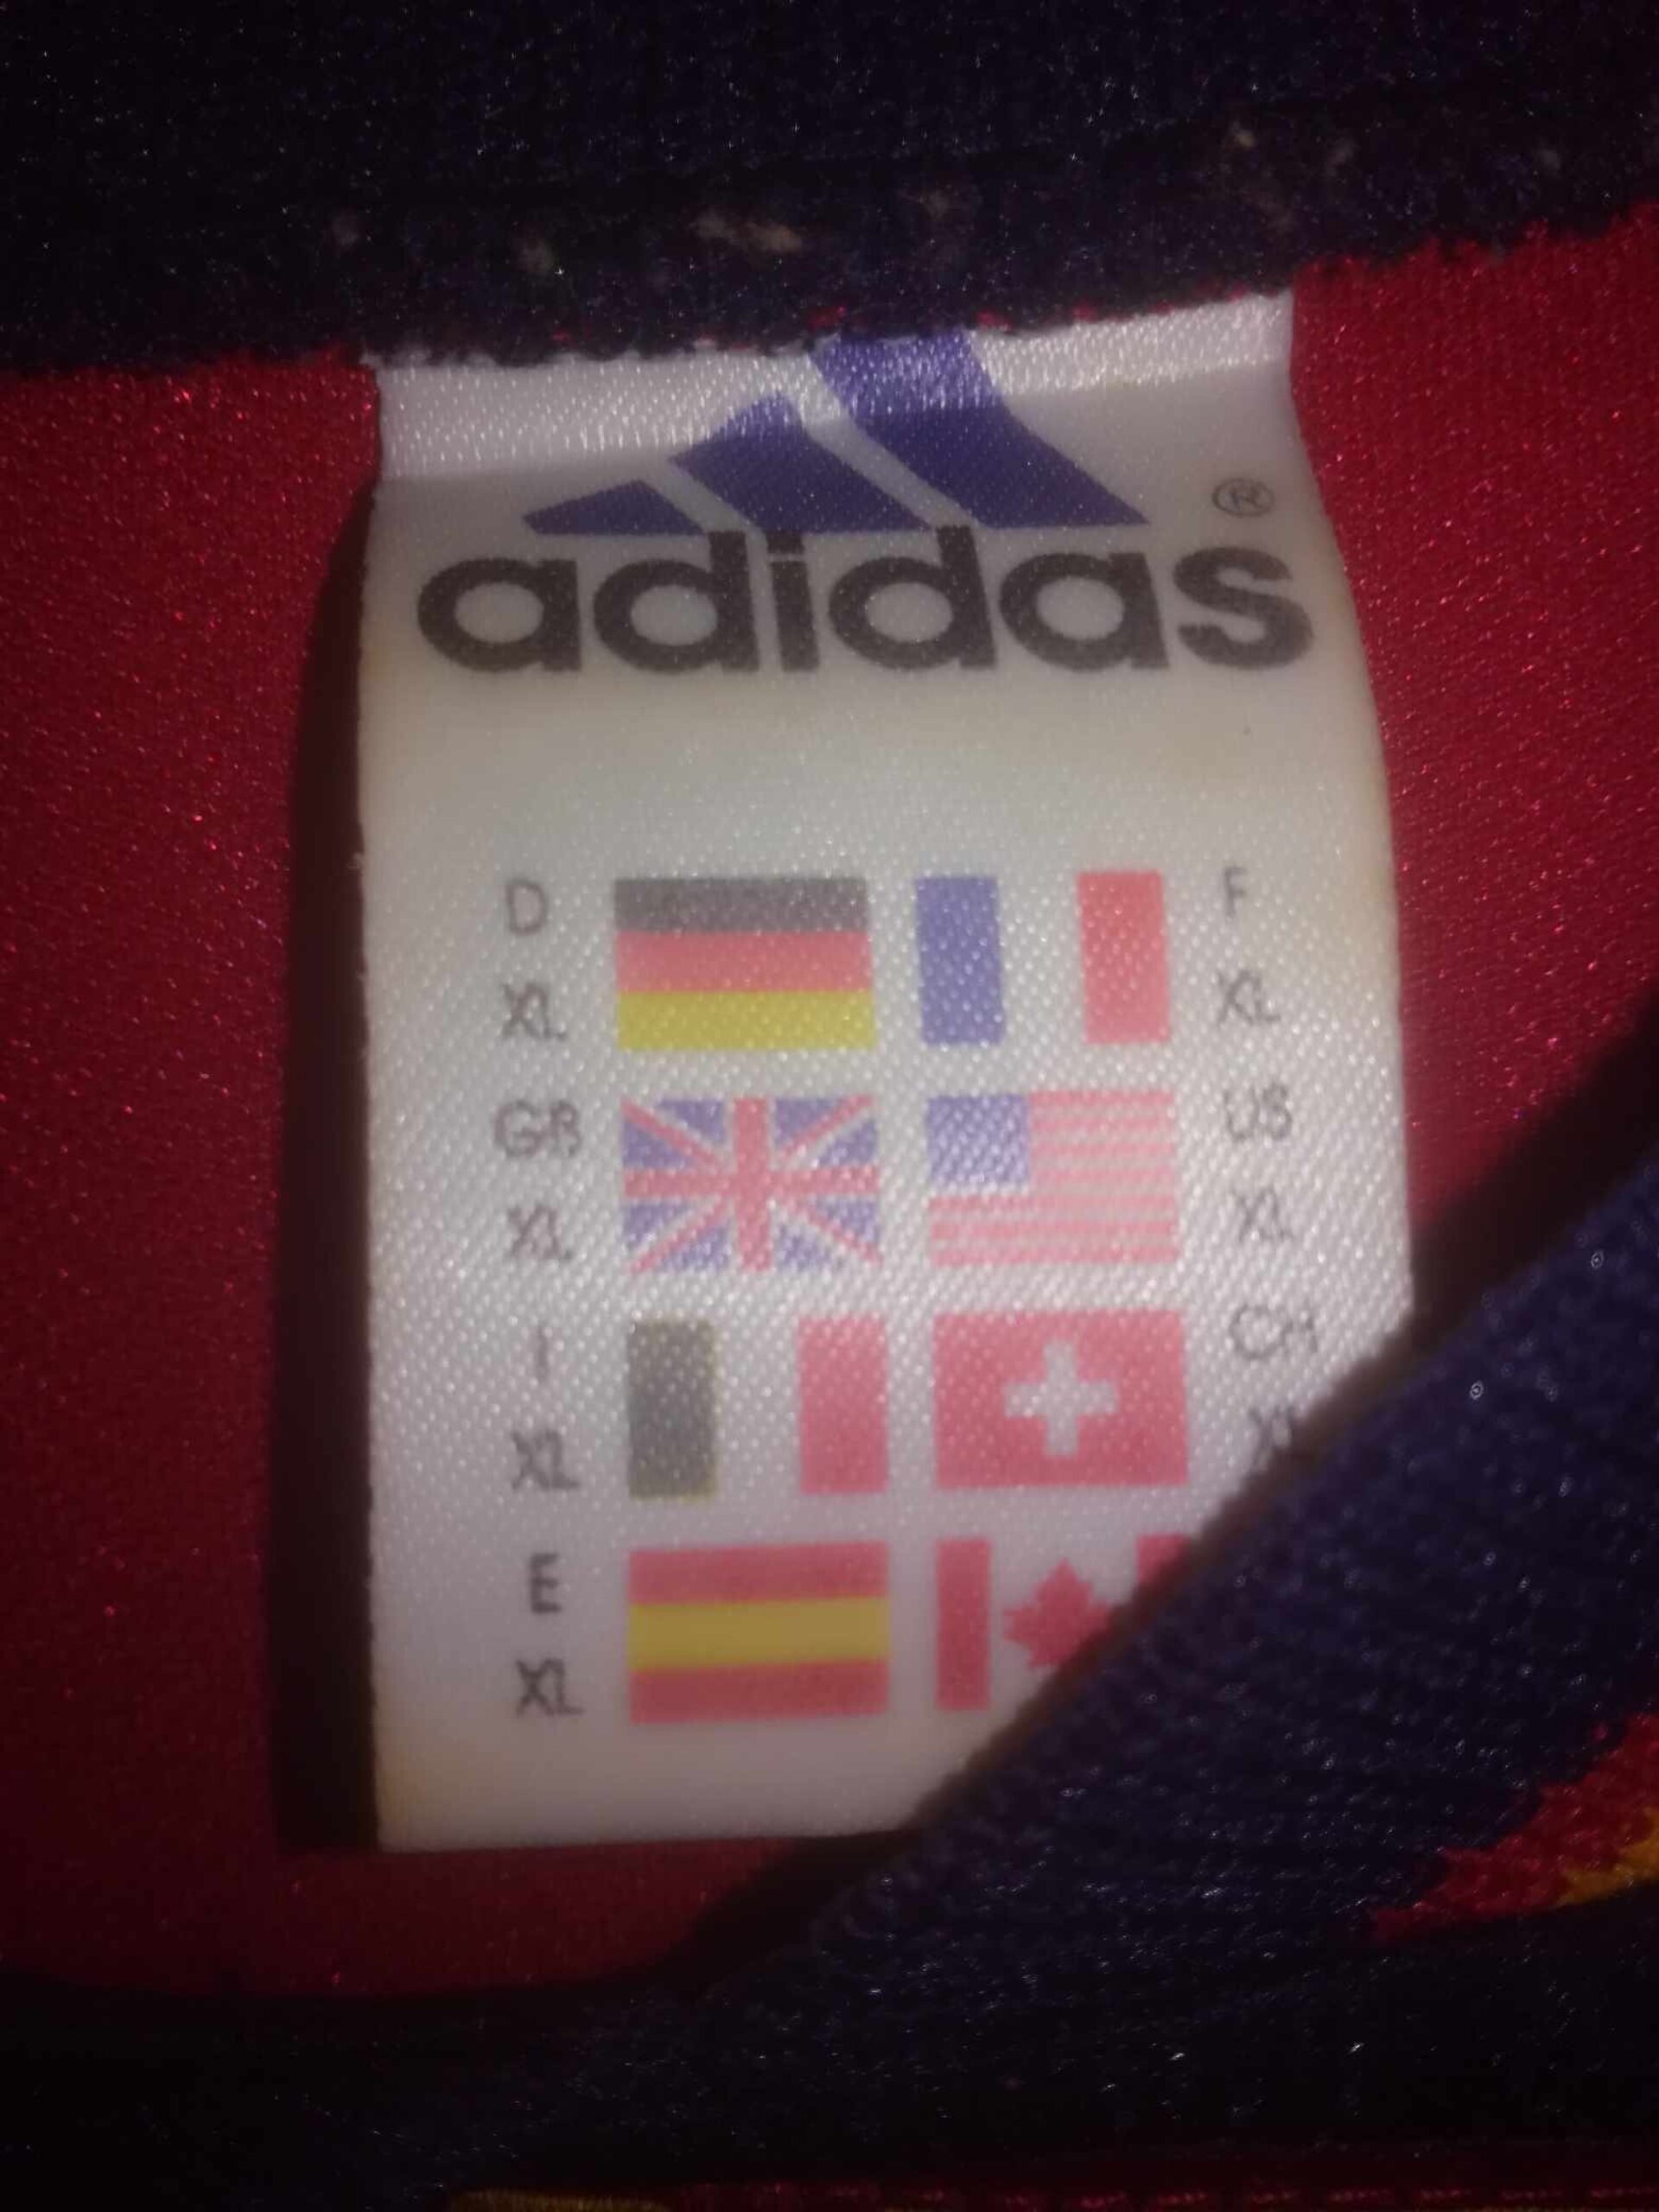 adidas ®
D F
XL XL
GB US
XL XL
I CH
XL
E
XL